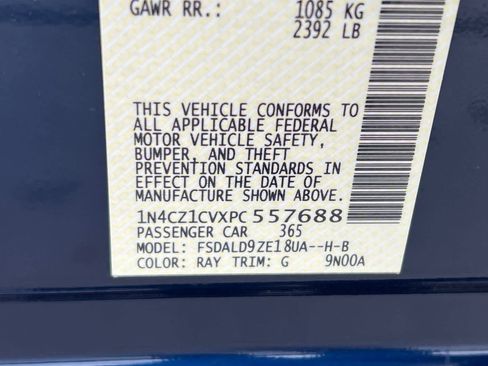 GAWR RR.: 1085 KG
2392 LB
THIS VEHICLE CONFORMS TO
ALL APPLICABLE FEDERAL
MOTOR VEHICLE SAFETY,
BUMPER, AND THEFT
PREVENTION STANDARDS IN
EFFECT ON THE DATE OF
MANUFACTURE SHOWN ABOVE.
1N4CZ1CVXPC557688
PASSENGER CAR 365
MODEL: FSDALD9ZE18UA--H-B
COLOR: RAY TRIM: G 9N00A